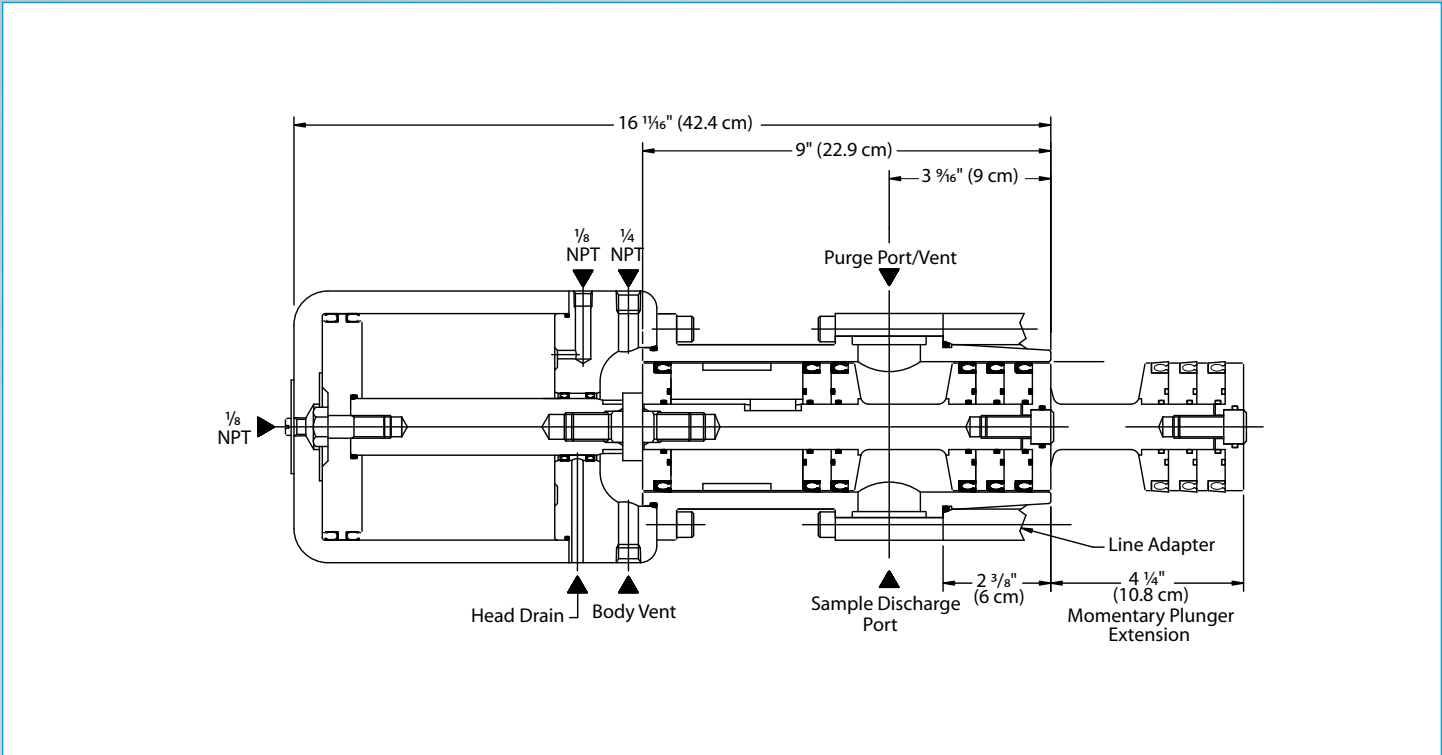 16 11/16" (42.4 cm)
9" (22.9 cm)
3 9/16" (9 cm)
1/8
NPT
1/4
NPT
Purge Port/Vent
1/8
NPT
Line Adapter
Head Drain
Body Vent
Sample Discharge
Port
2 3/8"
(6 cm)
4 1/4"
(10.8 cm)
Momentary Plunger
Extension